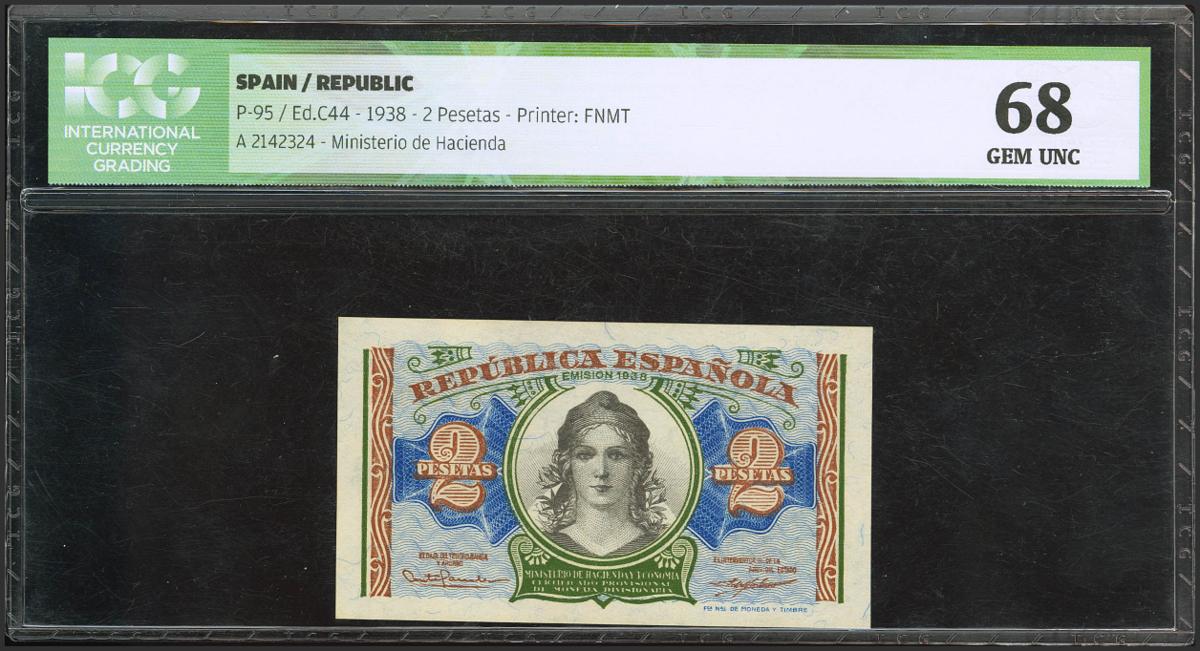 ICG
INTERNATIONAL
CURRENCY
GRADING
SPAIN / REPUBLIC
P-95 / Ed.C44 - 1938 - 2 Pesetas - Printer: FNMT
A 2142324 - Ministerio de Hacienda
68
GEM UNC
REPÚBLICA ESPAÑOLA
EMISION 1938
2
PESETAS
2
PESETAS
MINISTERIO DE HACIENDA Y ECONOMIA
CERTIFICADO PROVISIONAL
DE MONEDA DIVISIONARIA
Y AHORRO
FCA NAL DE MONEDA Y TIMBRE